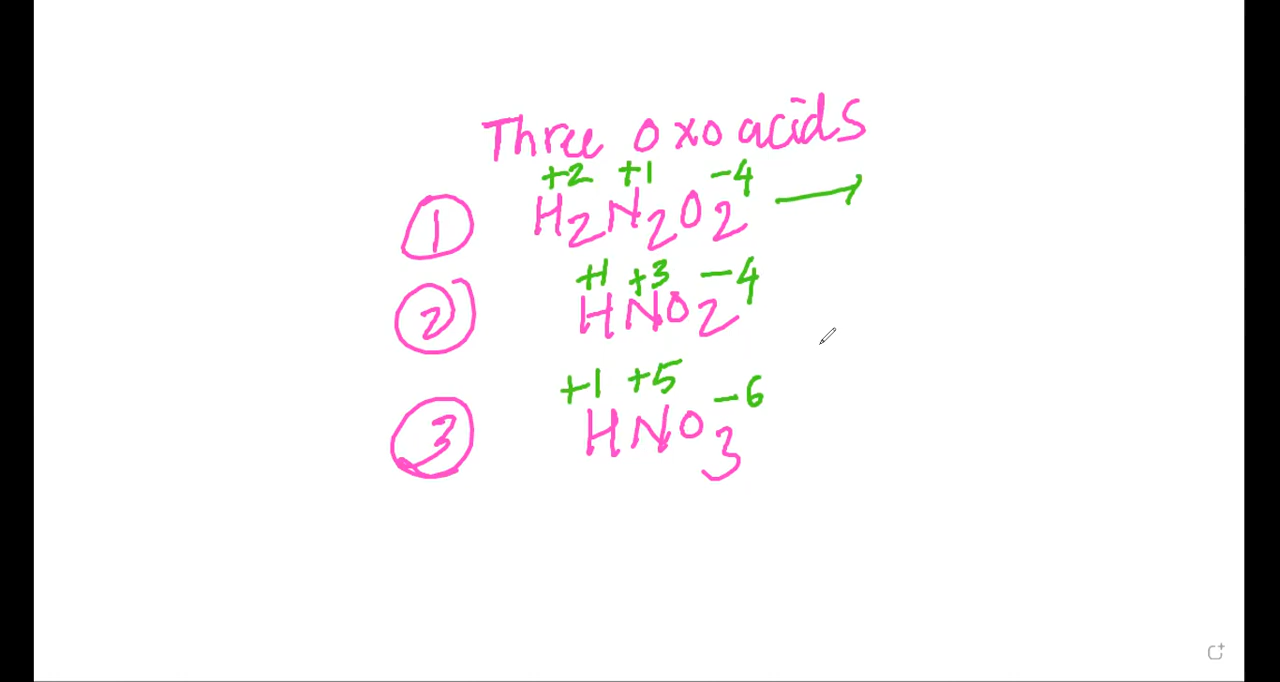 Three Oxo acids
+2 +1 -4
① H2N2O2 →
+1 +3 -4
② HNO2
+1 +5 -6
③ HNO3